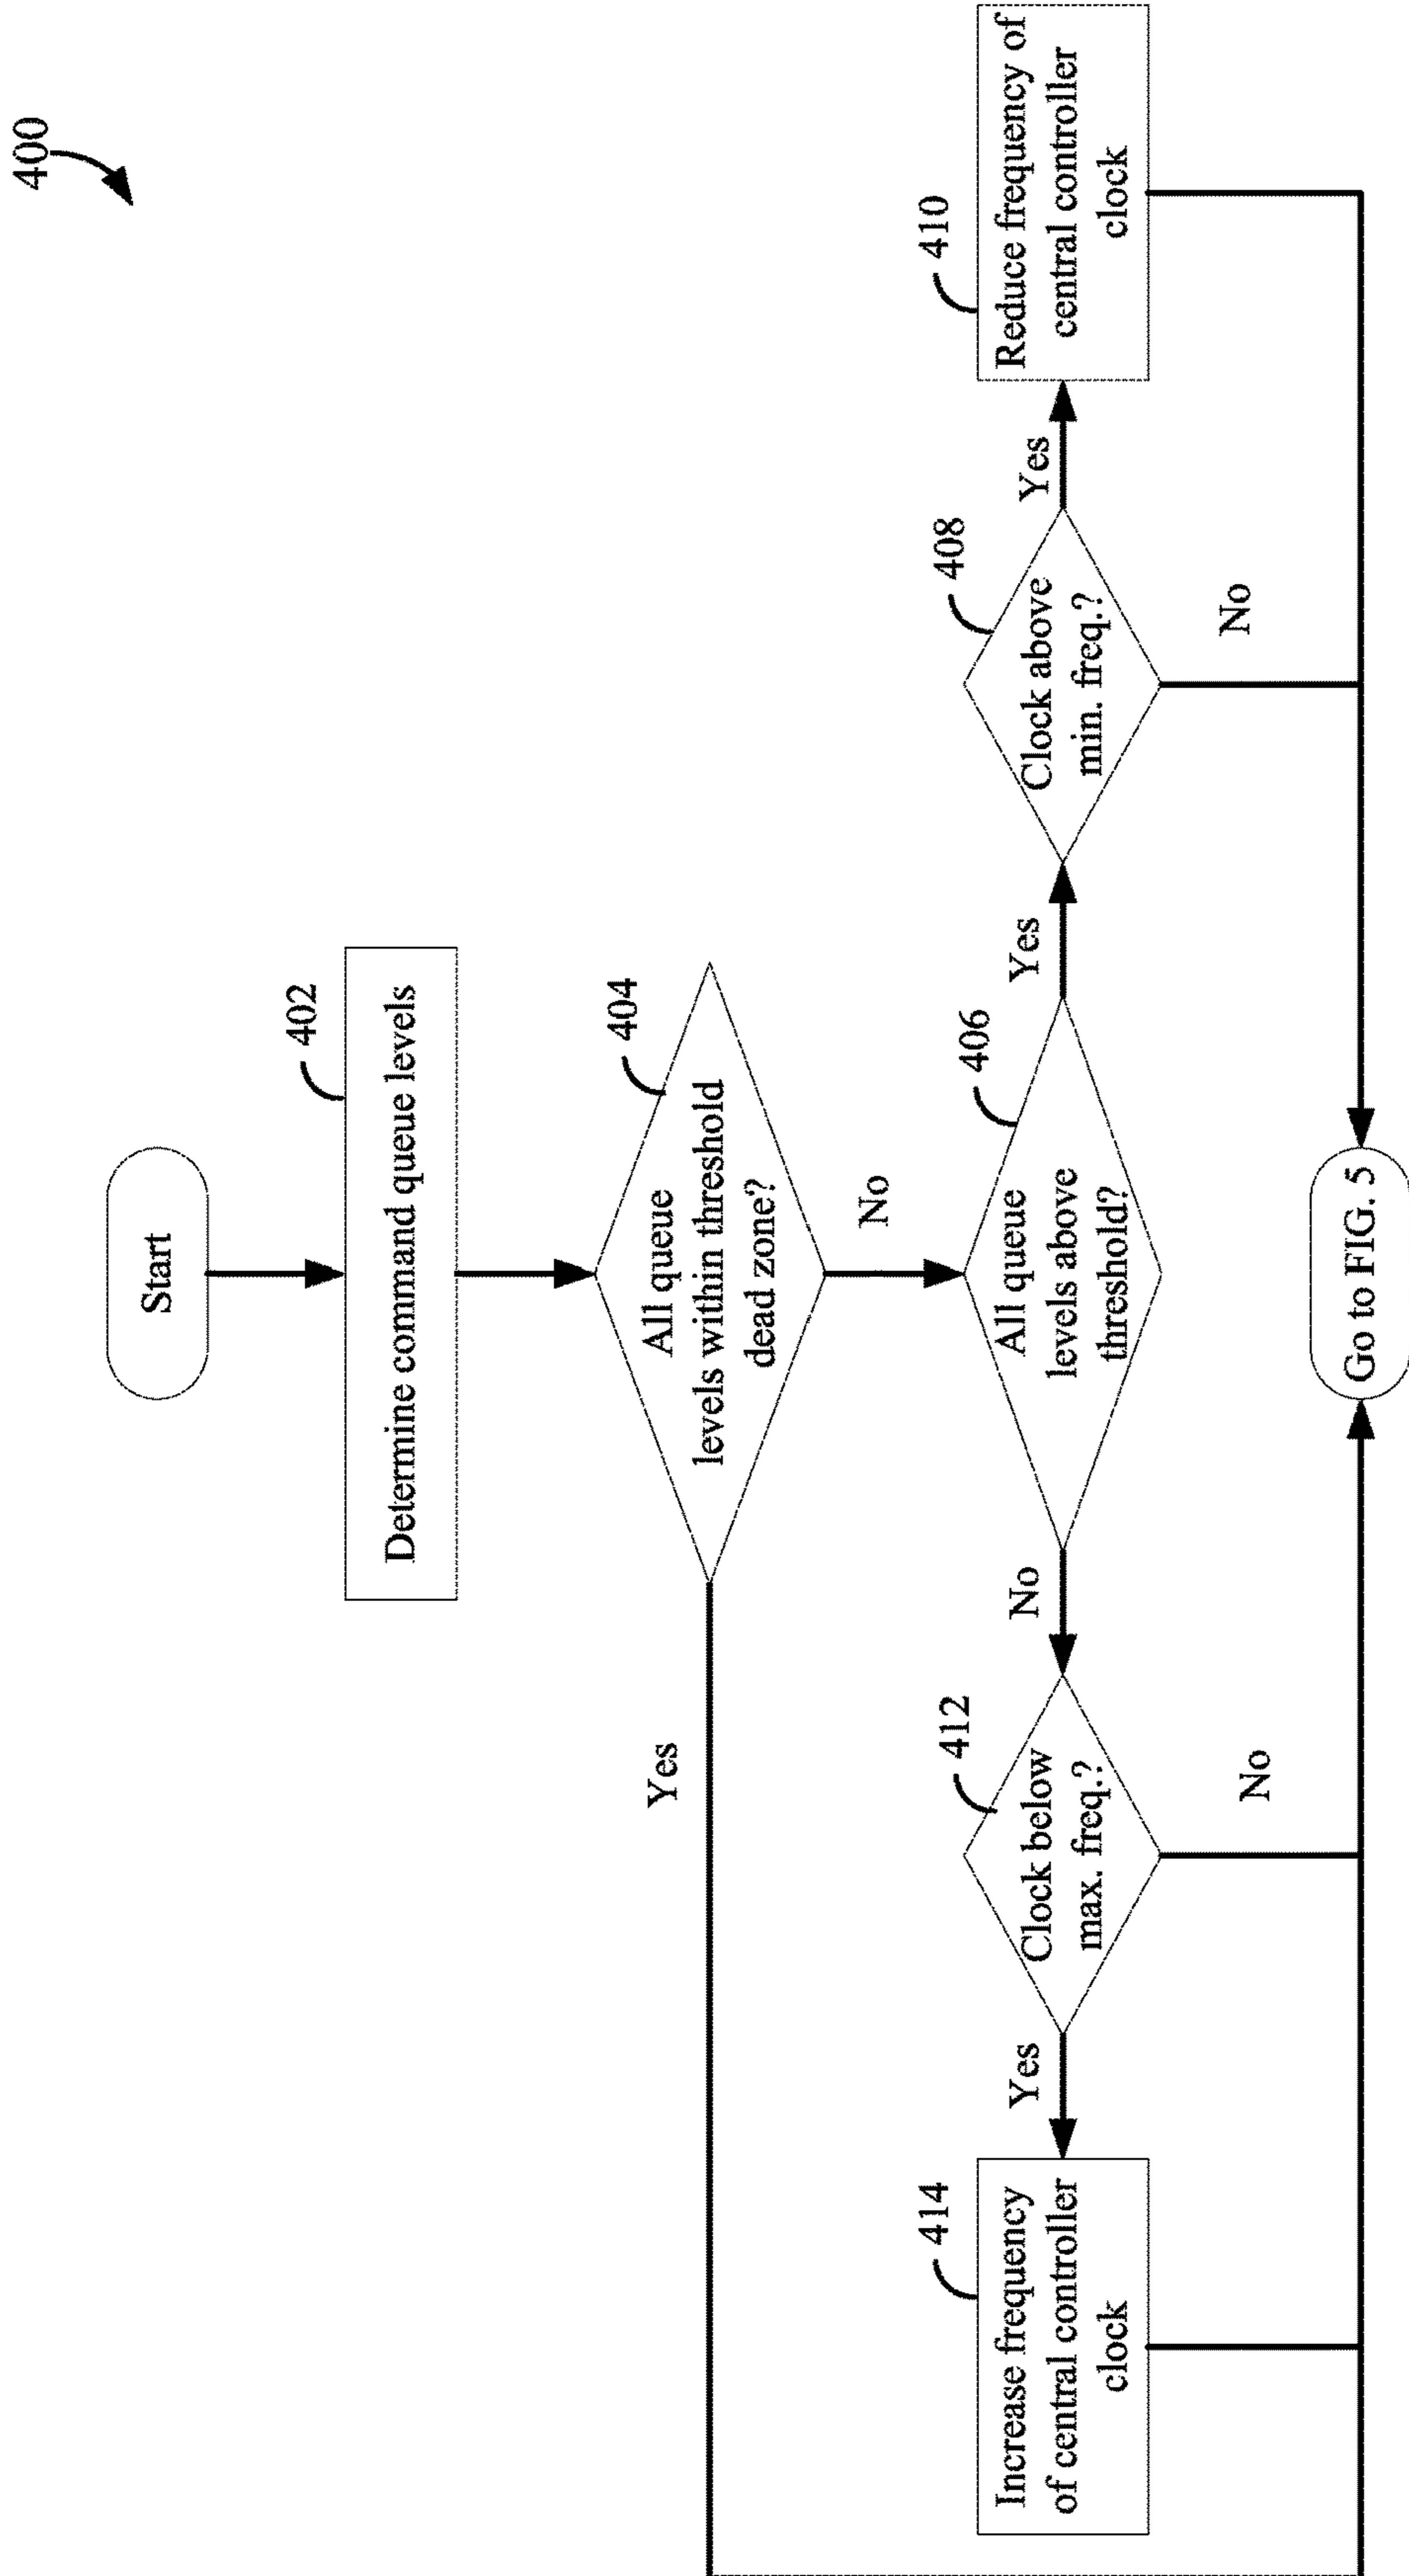 400
Start
402
Determine command queue levels
404
All queue
levels within threshold
dead zone?
Yes
No
406
All queue
levels above
threshold?
No
Yes
412
Clock below
max. freq.?
Yes
No
408
Clock above
min. freq.?
Yes
No
414
Increase frequency
of central controller
clock
410
Reduce frequency of
central controller
clock
Go to FIG. 5